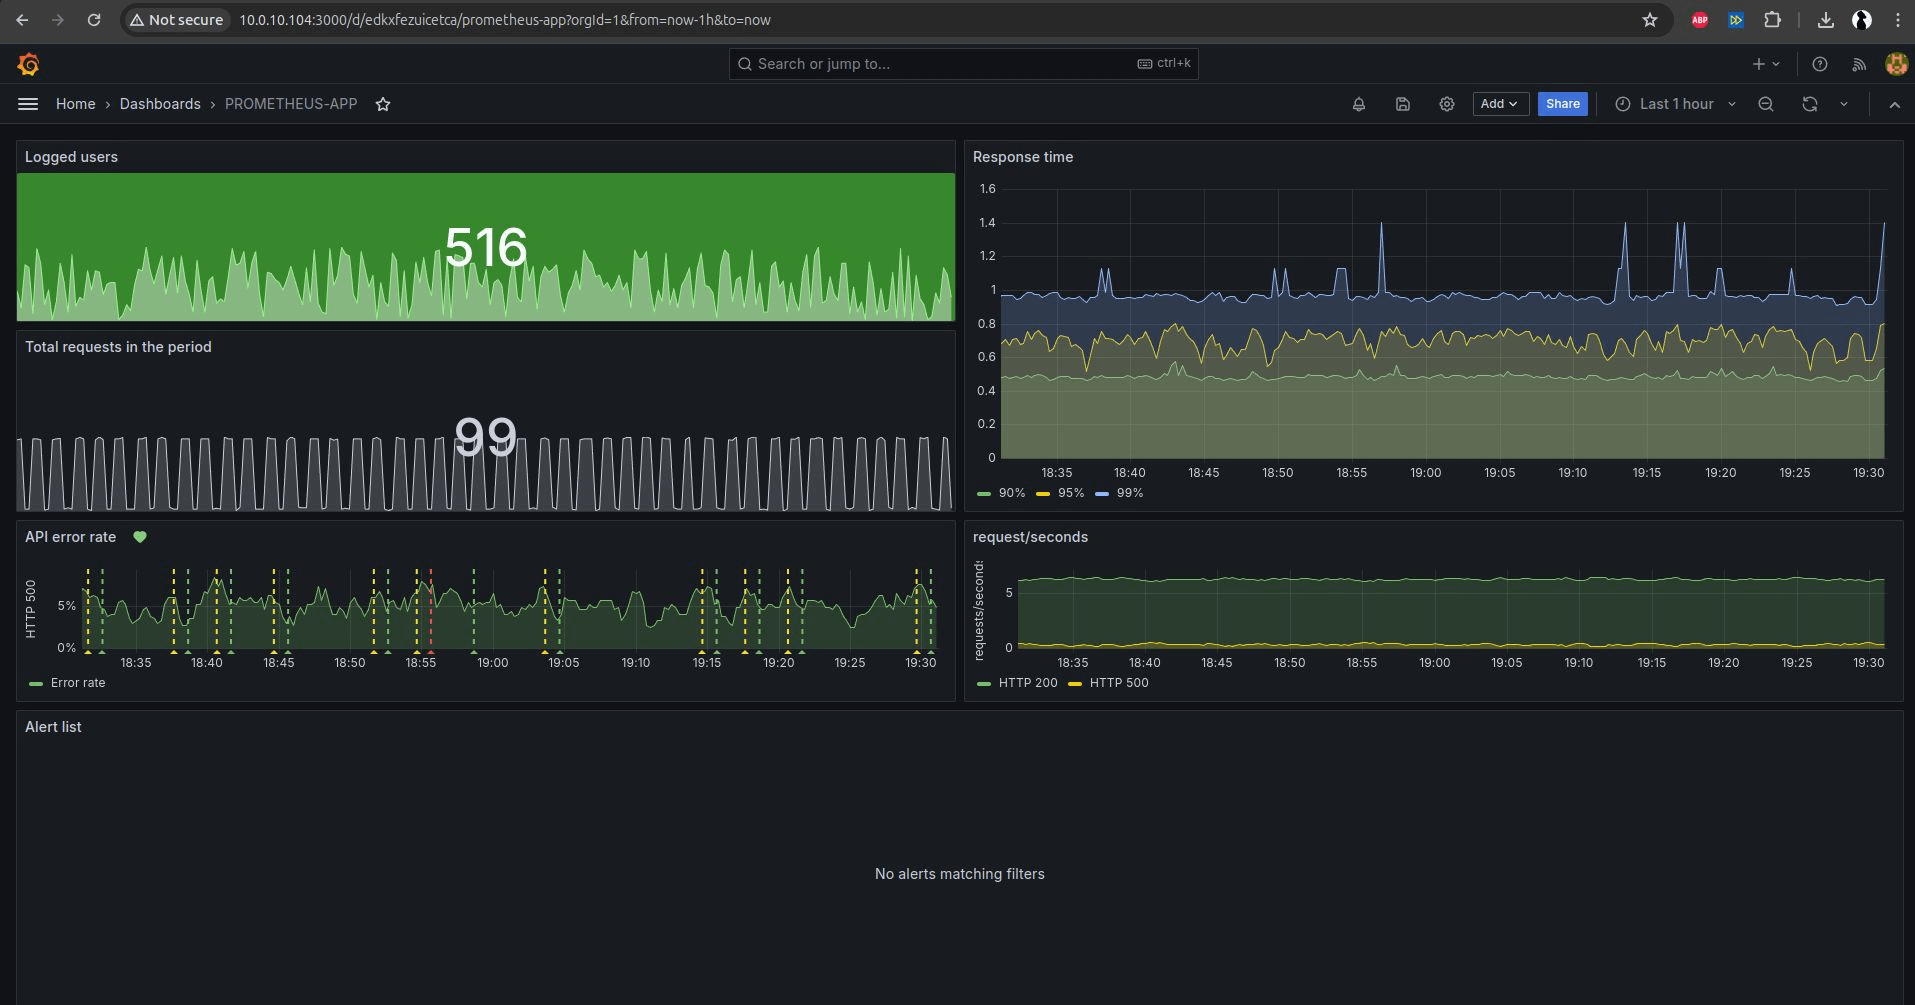 Not secure 10.0.10.104:3000/d/edkxfezuicetca/prometheus-app?orgId=1&from=now-1h&to=now
ABP
Search or jump to... ctrl+k
Home › Dashboards › PROMETHEUS-APP
Add
Share
Last 1 hour
Logged users
516
Total requests in the period
99
Response time
1.6
1.4
1.2
1
0.8
0.6
0.4
0.2
0
18:35 18:40 18:45 18:50 18:55 19:00 19:05 19:10 19:15 19:20 19:25 19:30
90% 95% 99%
API error rate
HTTP 500
5%
0%
18:35 18:40 18:45 18:50 18:55 19:00 19:05 19:10 19:15 19:20 19:25 19:30
Error rate
request/seconds
requests/second:
5
0
18:35 18:40 18:45 18:50 18:55 19:00 19:05 19:10 19:15 19:20 19:25 19:30
HTTP 200 HTTP 500
Alert list
No alerts matching filters